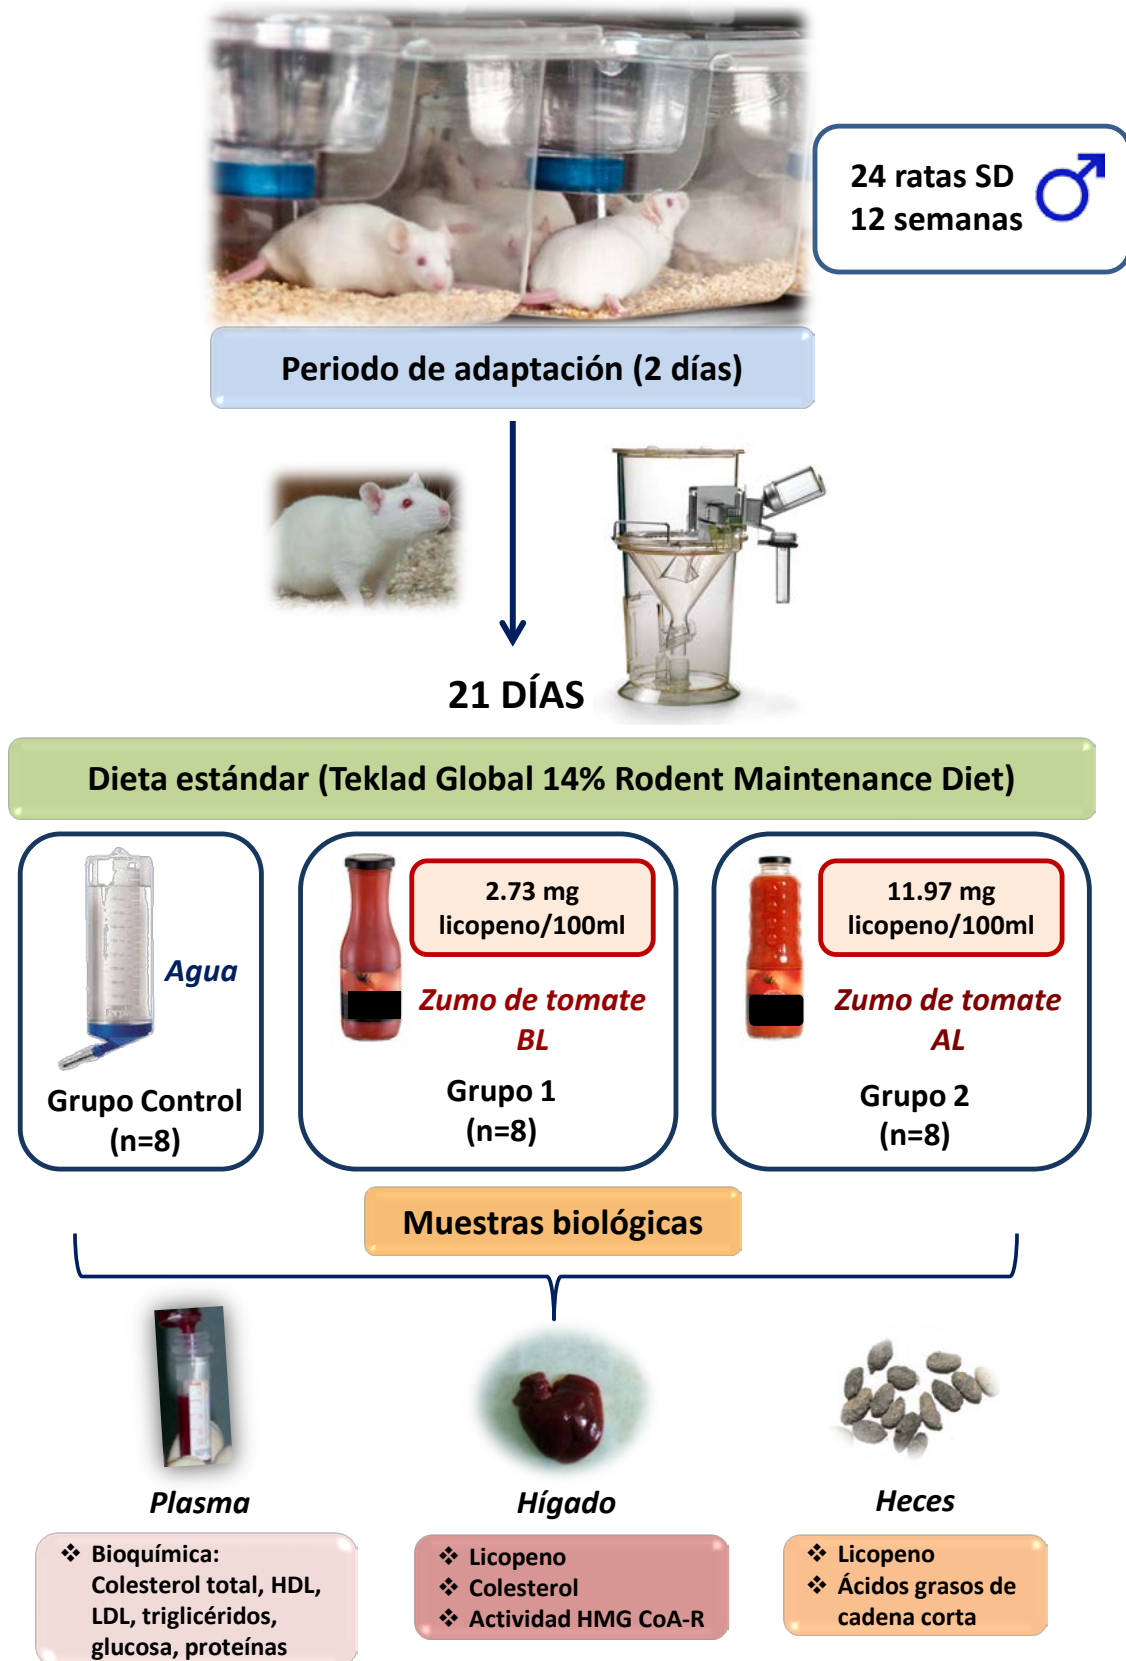 24 ratas SD
12 semanas
Periodo de adaptación (2 días)
21 DÍAS
Dieta estándar (Teklad Global 14% Rodent Maintenance Diet)
Agua
Grupo Control
(n=8)
2.73 mg
licopeno/100ml
Zumo de tomate
BL
Grupo 1
(n=8)
11.97 mg
licopeno/100ml
Zumo de tomate
AL
Grupo 2
(n=8)
Muestras biológicas
Plasma
❖ Bioquímica:
Colesterol total, HDL,
LDL, triglicéridos,
glucosa, proteínas
Hígado
❖ Licopeno
❖ Colesterol
❖ Actividad HMG CoA-R
Heces
❖ Licopeno
❖ Ácidos grasos de
cadena corta